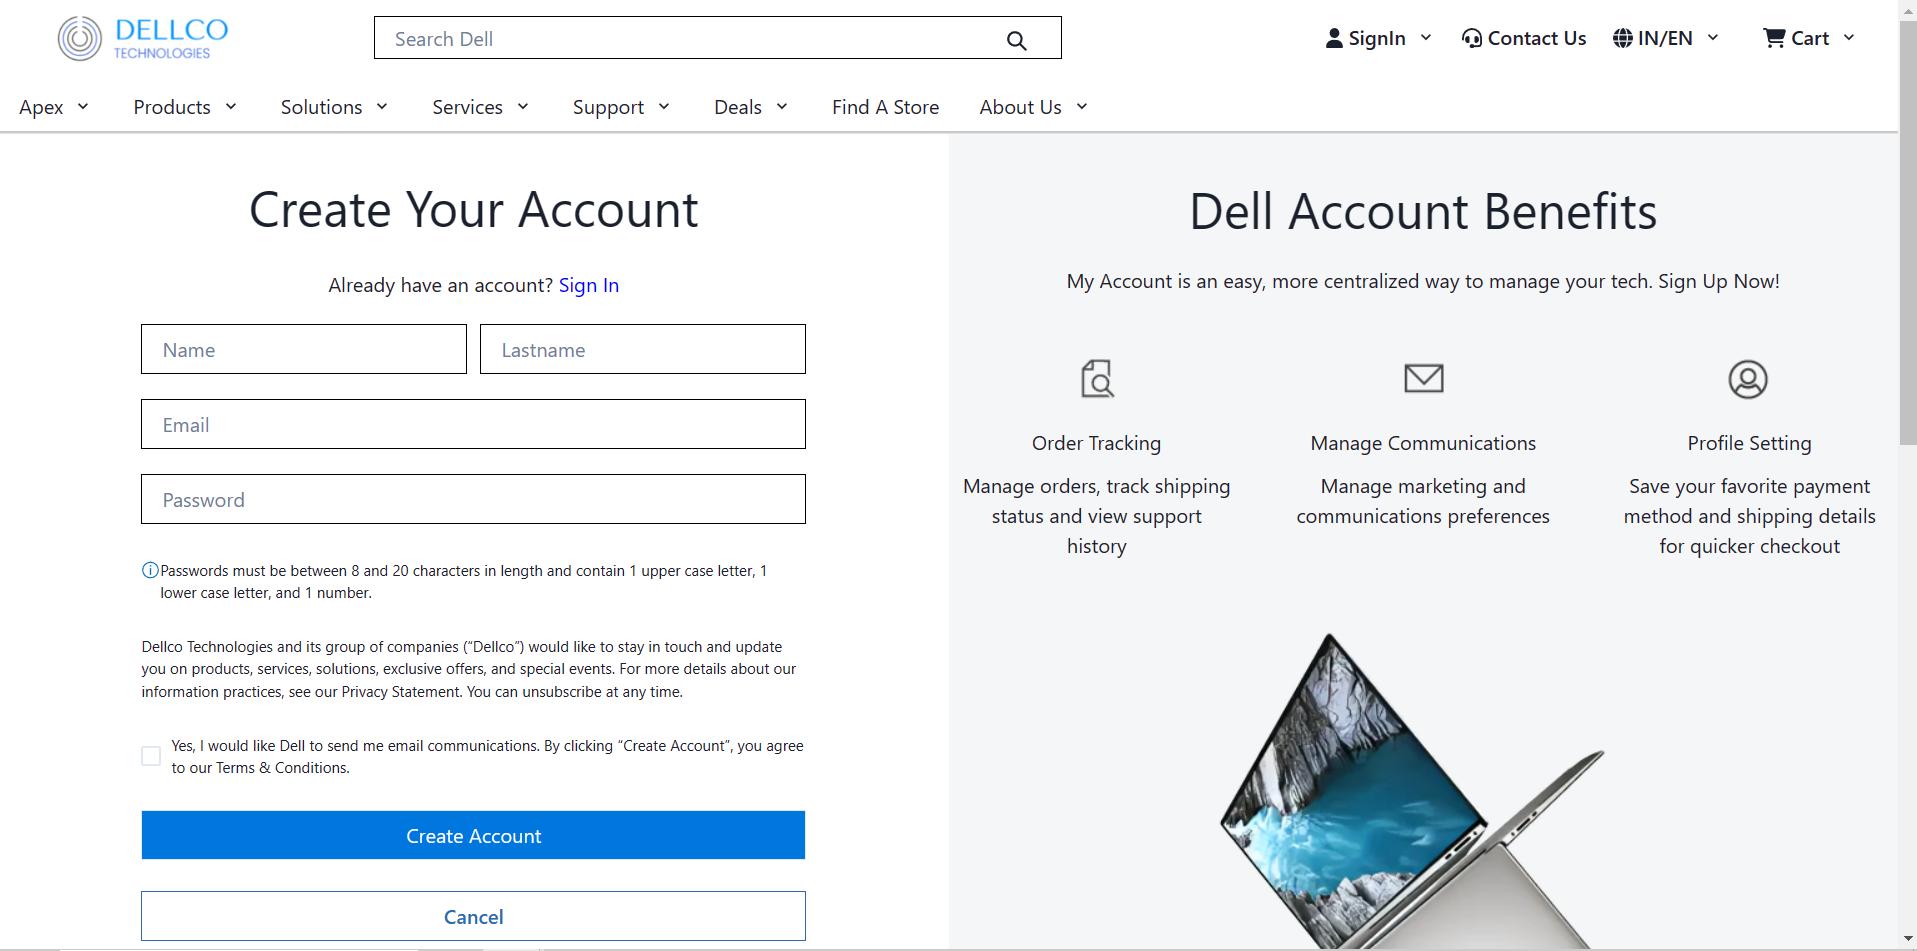 DELLCO
TECHNOLOGIES
Search Dell
SignIn
Contact Us
IN/EN
Cart
Apex
Products
Solutions
Services
Support
Deals
Find A Store
About Us
Create Your Account
Already have an account? Sign In
Name
Lastname
Email
Password
Passwords must be between 8 and 20 characters in length and contain 1 upper case letter, 1
lower case letter, and 1 number.
Dellco Technologies and its group of companies (“Dellco”) would like to stay in touch and update
you on products, services, solutions, exclusive offers, and special events. For more details about our
information practices, see our Privacy Statement. You can unsubscribe at any time.
Yes, I would like Dell to send me email communications. By clicking “Create Account”, you agree
to our Terms & Conditions.
Create Account
Cancel
Dell Account Benefits
My Account is an easy, more centralized way to manage your tech. Sign Up Now!
Order Tracking
Manage orders, track shipping
status and view support
history
Manage Communications
Manage marketing and
communications preferences
Profile Setting
Save your favorite payment
method and shipping details
for quicker checkout